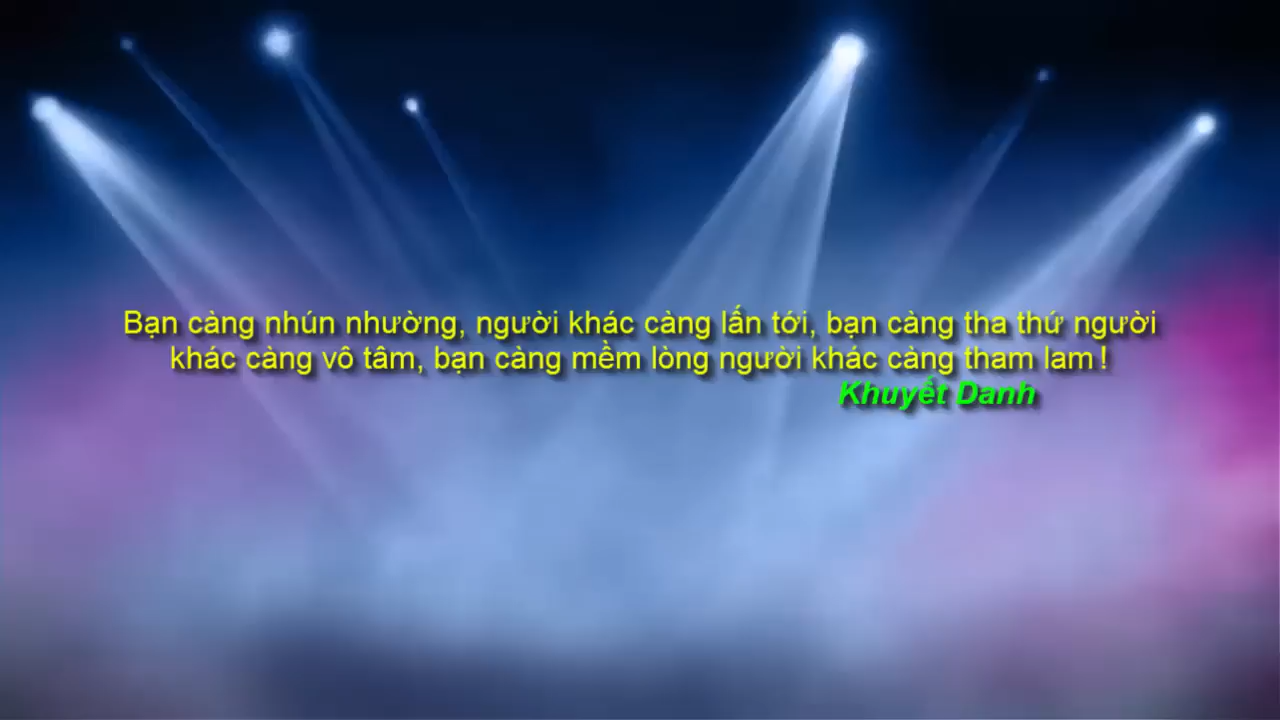 Bạn càng nhún nhường, người khác càng lấn tới, bạn càng tha thứ người
khác càng vô tâm, bạn càng mềm lòng người khác càng tham lam !
Khuyết Danh